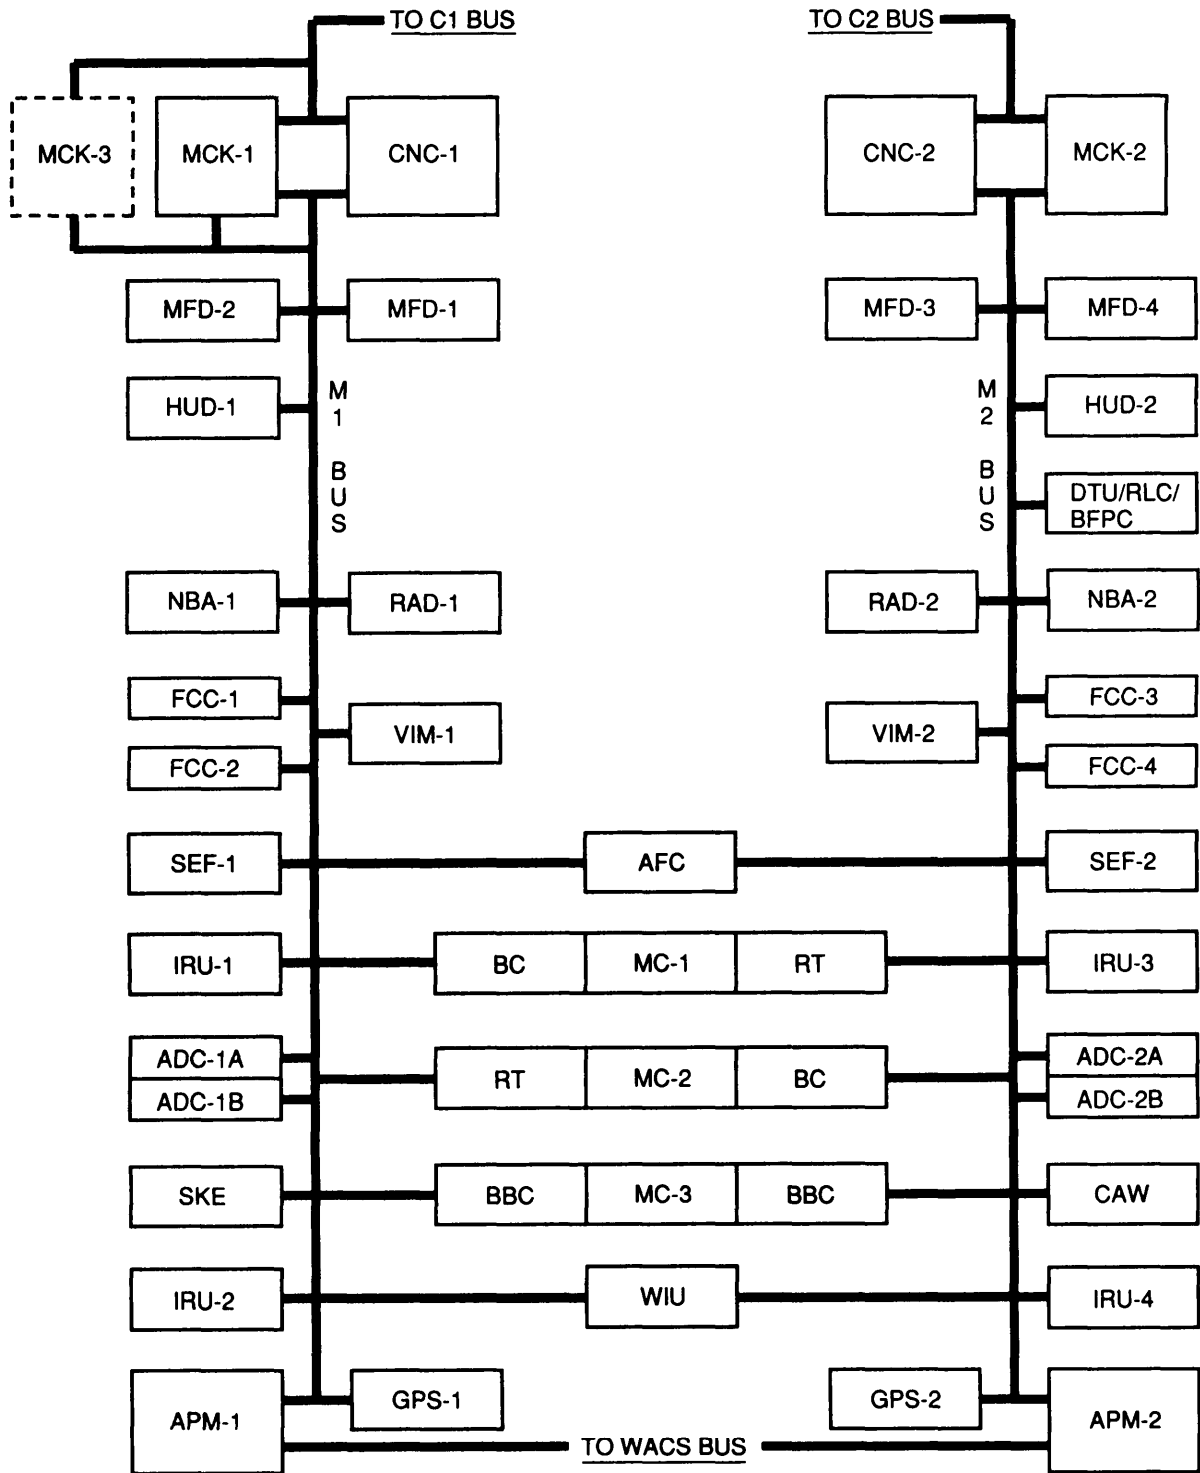 TO C1 BUS
TO C2 BUS
MCK-3
MCK-1
CNC-1
CNC-2
MCK-2
MFD-2
MFD-1
MFD-3
MFD-4
HUD-1
M1 BUS
M2 BUS
HUD-2
DTU/RLC/
BFPC
NBA-1
RAD-1
RAD-2
NBA-2
FCC-1
VIM-1
VIM-2
FCC-3
FCC-2
FCC-4
SEF-1
AFC
SEF-2
IRU-1
BC
MC-1
RT
IRU-3
ADC-1A
ADC-1B
RT
MC-2
BC
ADC-2A
ADC-2B
SKE
BBC
MC-3
BBC
CAW
IRU-2
WIU
IRU-4
APM-1
GPS-1
GPS-2
APM-2
TO WACS BUS